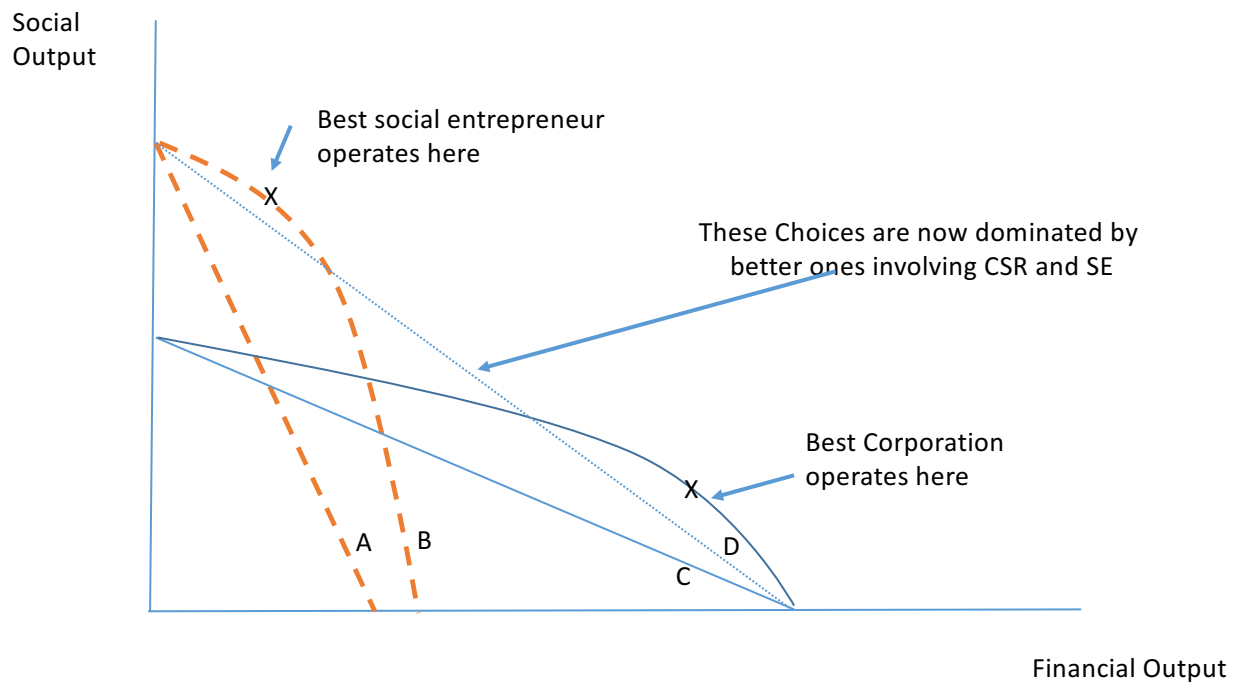 Social
Output
Best social entrepreneur
operates here
X
These Choices are now dominated by
better ones involving CSR and SE
Best Corporation
operates here
X
A
B
D
C
Financial Output